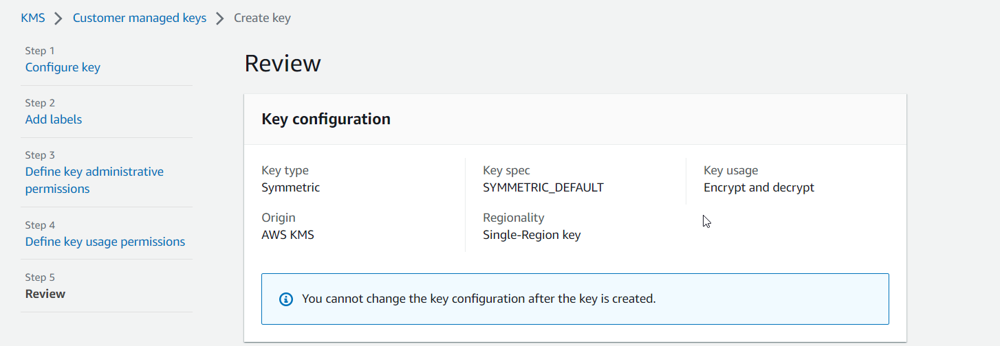 KMS > Customer managed keys > Create key
Step 1
Configure key
Step 2
Add labels
Step 3
Define key administrative
permissions
Step 4
Define key usage permissions
Step 5
Review
Review
Key configuration
Key type
Symmetric
Key spec
SYMMETRIC_DEFAULT
Key usage
Encrypt and decrypt
Origin
AWS KMS
Regionality
Single-Region key
You cannot change the key configuration after the key is created.